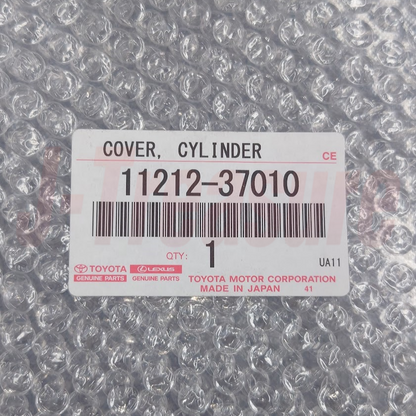 COVER, CYLINDER
CE
11212-37010
QTY: 1
UA11
TOYOTA
GENUINE PARTS
LEXUS
GENUINE PARTS
TOYOTA MOTOR CORPORATION
MADE IN JAPAN 41